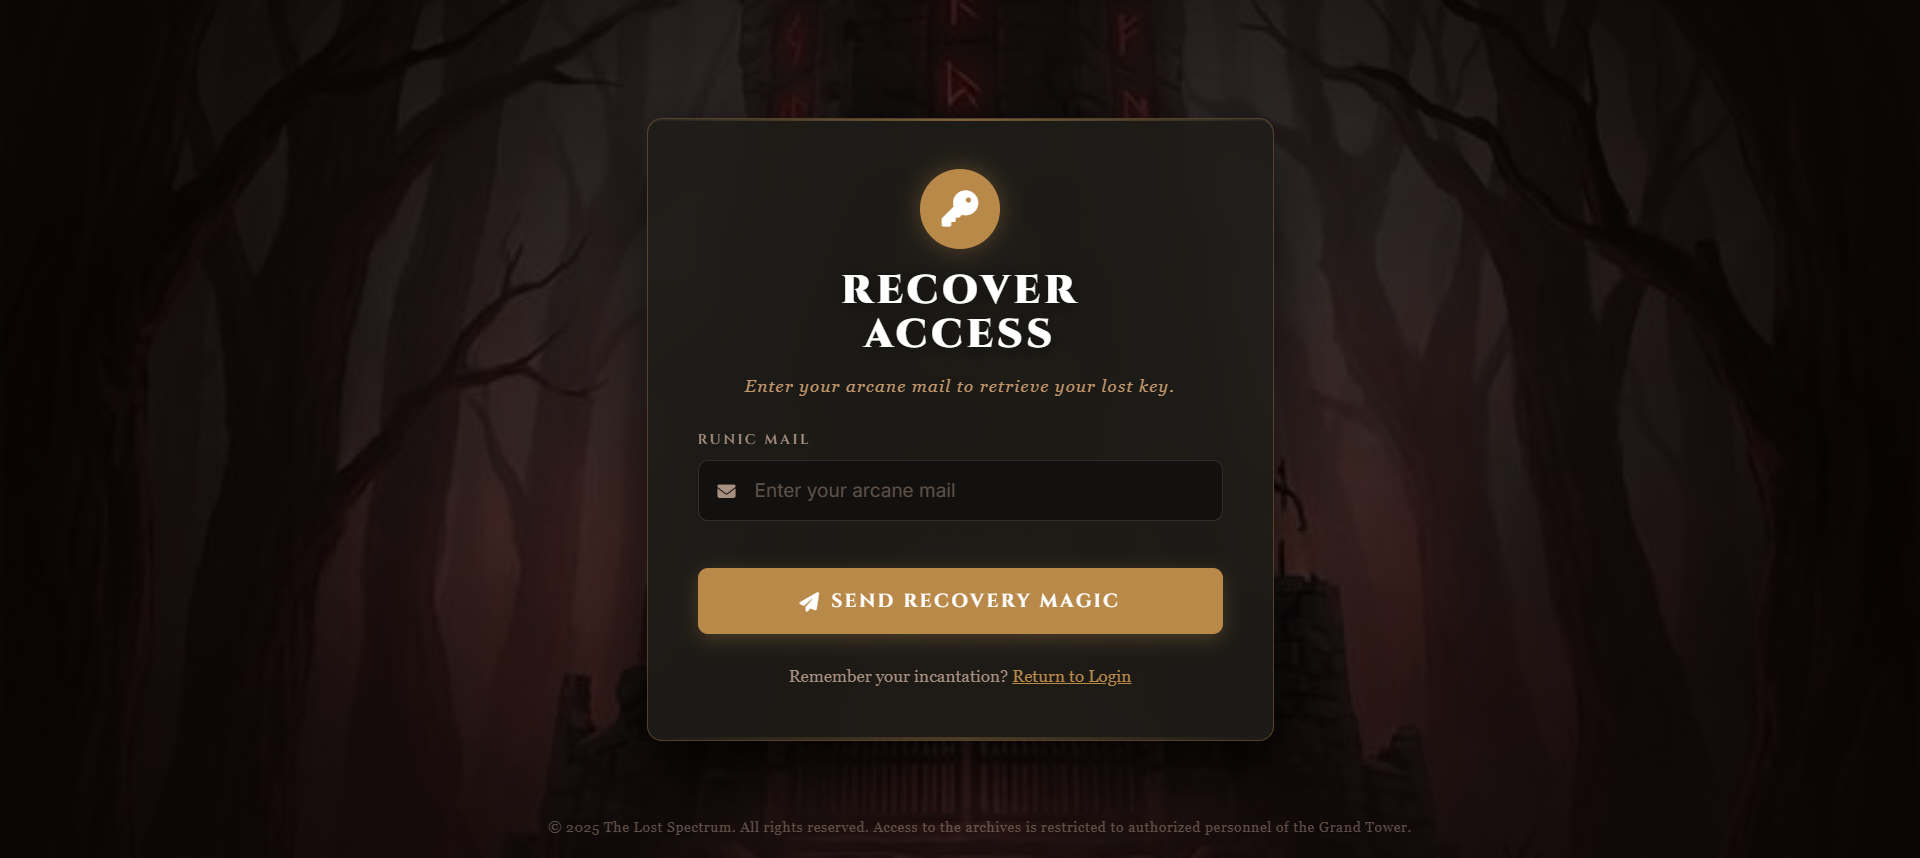 RECOVER
ACCESS
Enter your arcane mail to retrieve your lost key.
RUNIC MAIL
Enter your arcane mail
SEND RECOVERY MAGIC
Remember your incantation? Return to Login
© 2025 The Lost Spectrum. All rights reserved. Access to the archives is restricted to authorized personnel of the Grand Tower.